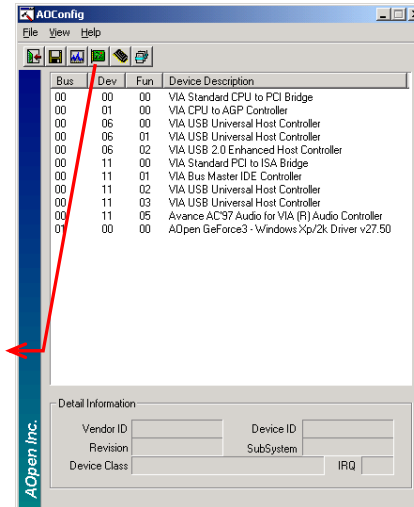 AOConfig
File View Help
Bus Dev Fun Device Description
00 00 00 VIA Standard CPU to PCI Bridge
00 01 00 VIA CPU to AGP Controller
00 06 00 VIA USB Universal Host Controller
00 06 01 VIA USB Universal Host Controller
00 06 02 VIA USB 2.0 Enhanced Host Controller
00 11 00 VIA Standard PCI to ISA Bridge
00 11 01 VIA Bus Master IDE Controller
00 11 02 VIA USB Universal Host Controller
00 11 03 VIA USB Universal Host Controller
00 11 05 Avance AC'97 Audio for VIA (R) Audio Controller
01 00 00 AOpen GeForce3 - Windows Xp/2k Driver v27.50
Detail Information
Vendor ID Device ID
Revision SubSystem
Device Class IRQ
AOpen Inc.